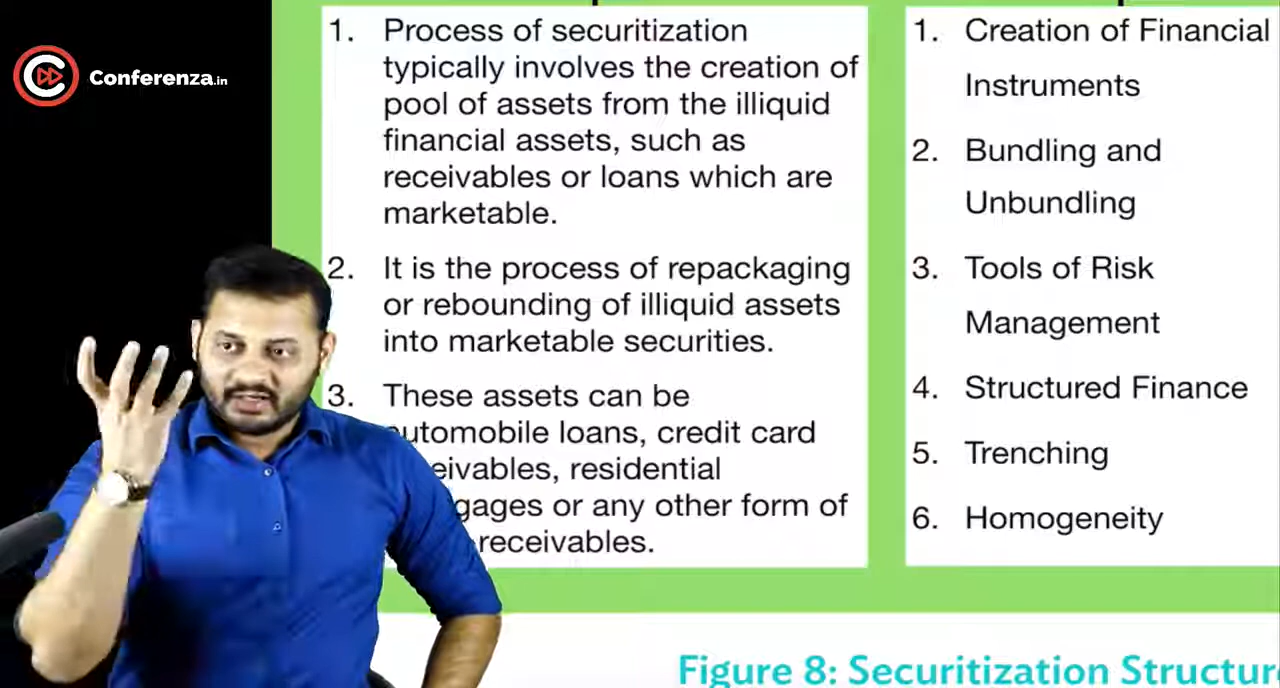 Conferenza.in
1. Process of securitization
typically involves the creation of
pool of assets from the illiquid
financial assets, such as
receivables or loans which are
marketable.
2. It is the process of repackaging
or rebounding of illiquid assets
into marketable securities.
3. These assets can be
utomobile loans, credit card
eivables, residential
gages or any other form of
receivables.
1. Creation of Financial
Instruments
2. Bundling and
Unbundling
3. Tools of Risk
Management
4. Structured Finance
5. Trenching
6. Homogeneity
Figure 8: Securitization Structur